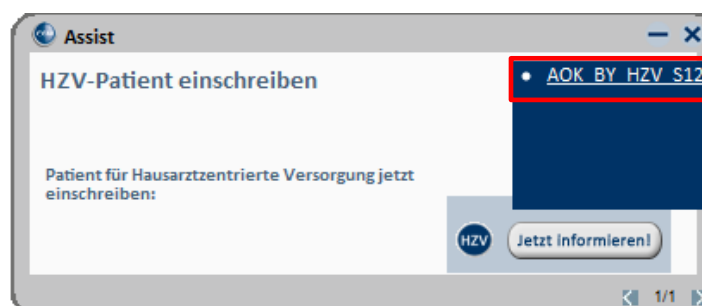 Assist
HZV-Patient einschreiben
AOK_BY_HZV_S12
Patient für Hausarztzentrierte Versorgung jetzt
einschreiben:
HZV
Jetzt informieren!
1/1